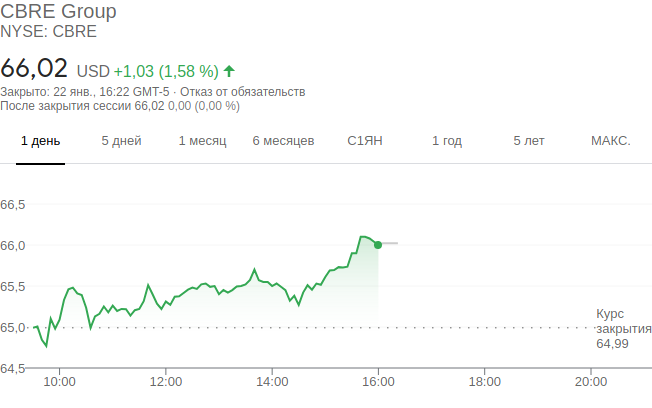 CBRE Group
NYSE: CBRE
66,02 USD +1,03 (1,58 %)
Закрыто: 22 янв., 16:22 GMT-5 · Отказ от обязательств
После закрытия сессии 66,02 0,00 (0,00 %)
1 день 5 дней 1 месяц 6 месяцев С1ЯН 1 год 5 лет МАКС.
66,5
66,0
65,5
65,0
64,5
Курс
закрытия
64,99
10:00 12:00 14:00 16:00 18:00 20:00